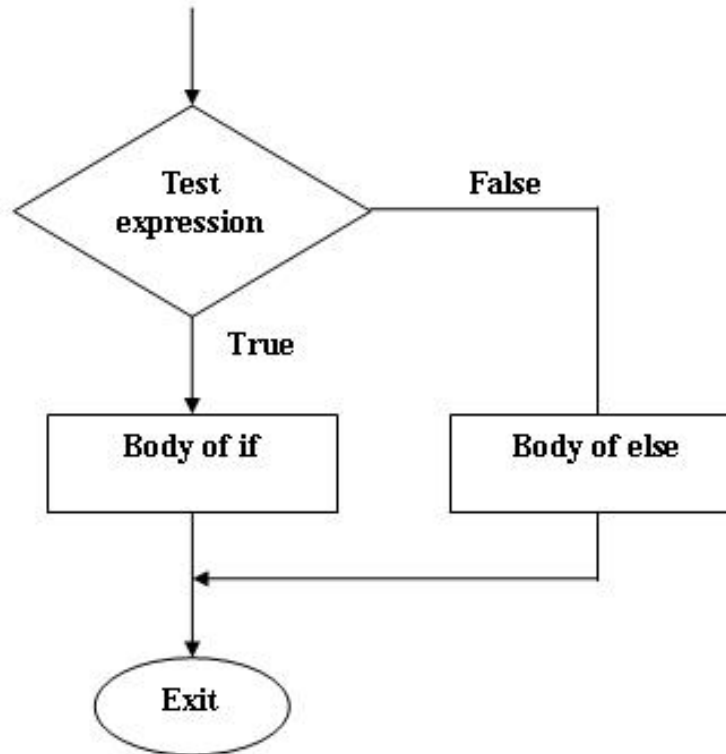 Test
expression
False
True
Body of if
Body of else
Exit